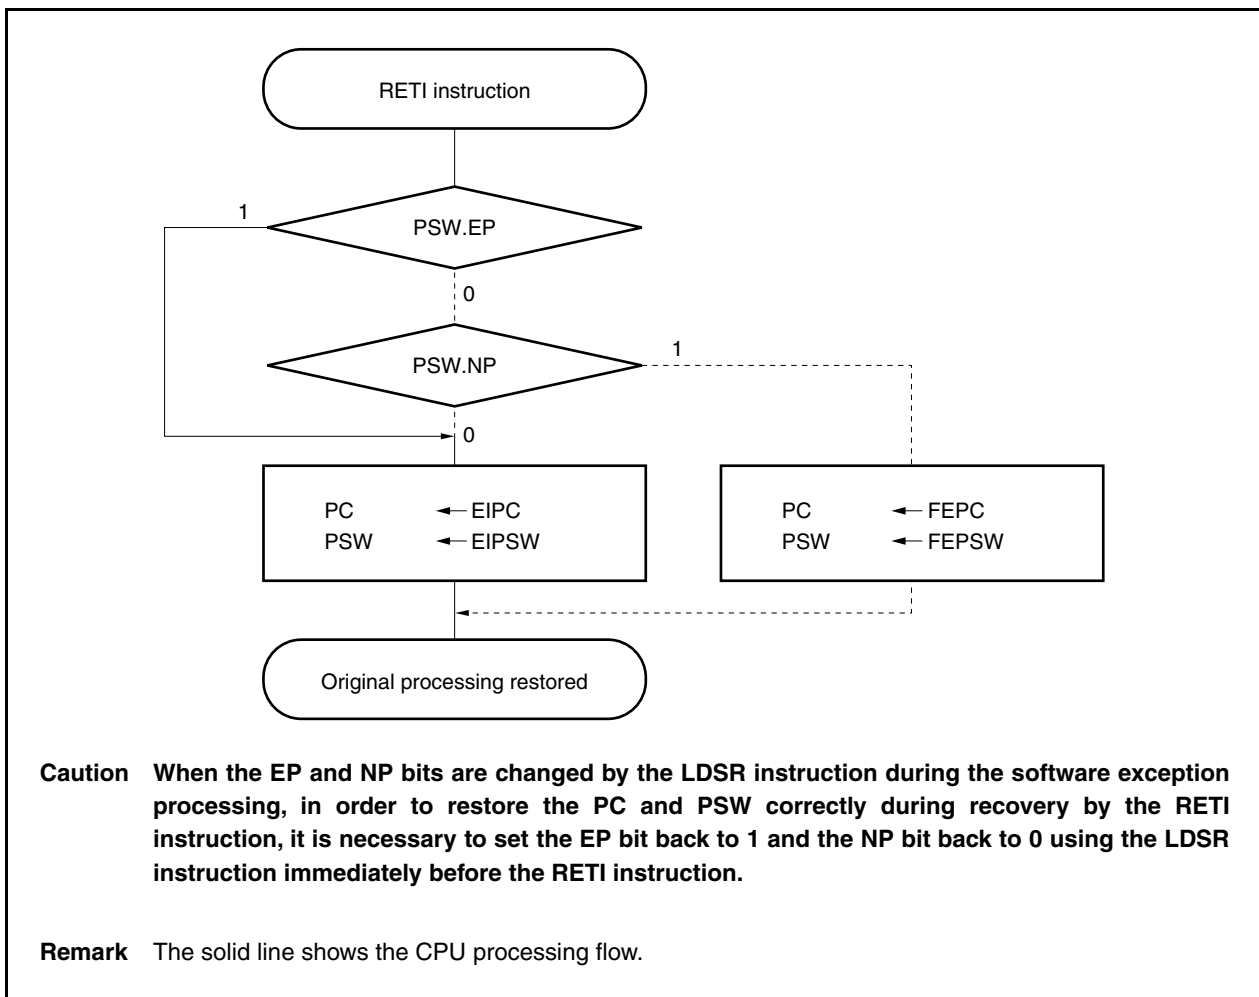 RETI instruction
1
PSW.EP
0
PSW.NP
1
0
PC ← EIPC
PSW ← EIPSW
PC ← FEPC
PSW ← FEPSW
Original processing restored
Caution When the EP and NP bits are changed by the LDSR instruction during the software exception
processing, in order to restore the PC and PSW correctly during recovery by the RETI
instruction, it is necessary to set the EP bit back to 1 and the NP bit back to 0 using the LDSR
instruction immediately before the RETI instruction.
Remark The solid line shows the CPU processing flow.